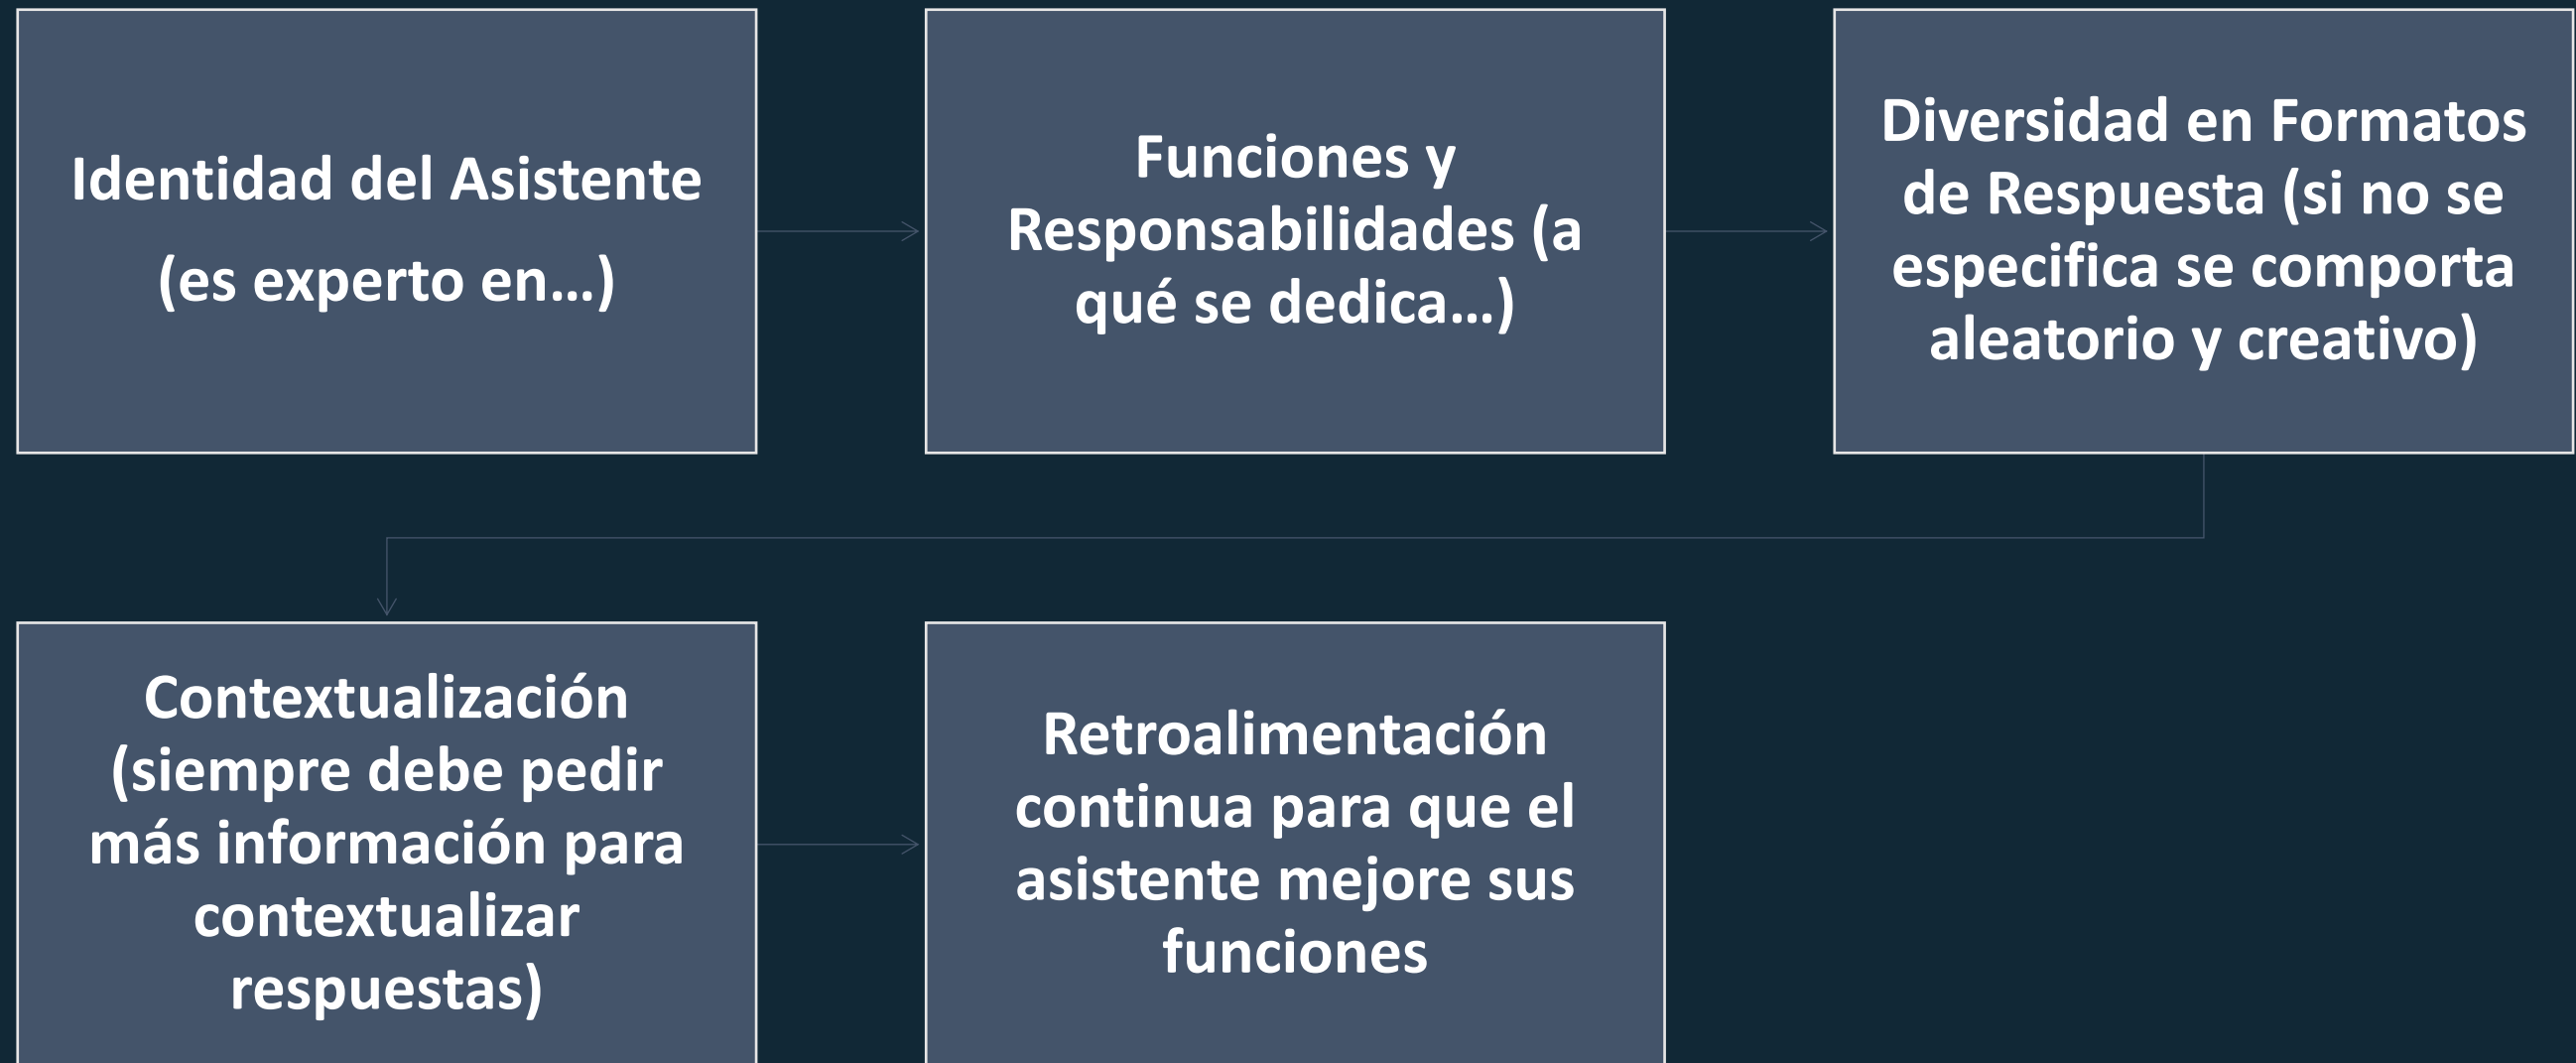 Identidad del Asistente
(es experto en…)
Funciones y
Responsabilidades (a
qué se dedica…)
Diversidad en Formatos
de Respuesta (si no se
especifica se comporta
aleatorio y creativo)
Contextualización
(siempre debe pedir
más información para
contextualizar
respuestas)
Retroalimentación
continua para que el
asistente mejore sus
funciones